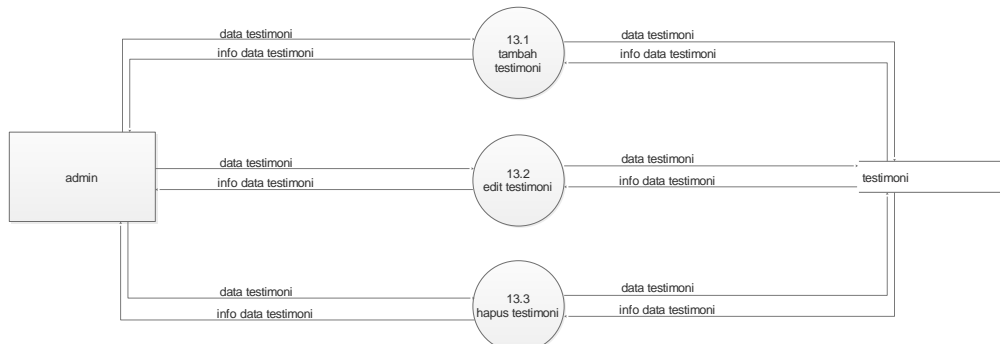 data testimoni
info data testimoni
13.1
tambah
testimoni
data testimoni
info data testimoni
admin
data testimoni
info data testimoni
13.2
edit testimoni
data testimoni
info data testimoni
testimoni
data testimoni
info data testimoni
13.3
hapus testimoni
data testimoni
info data testimoni